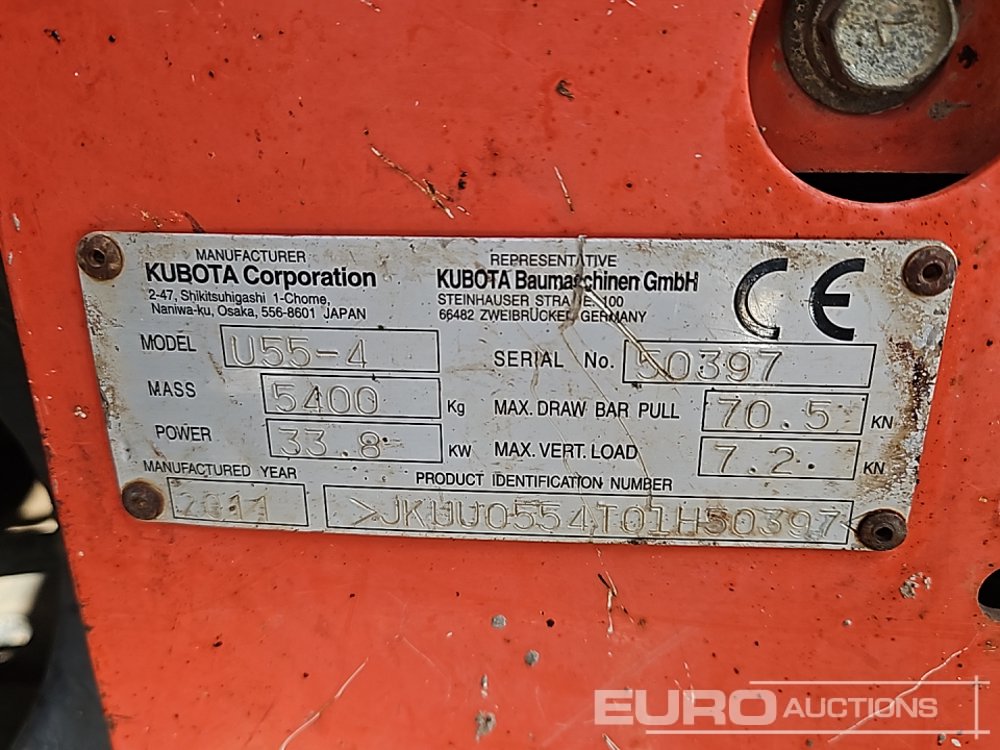 MANUFACTURER
KUBOTA Corporation
2-47, Shikitsuhigashi 1-Chome,
Naniwa-ku, Osaka, 556-8601 JAPAN
REPRESENTATIVE
KUBOTA Baumaschinen GmbH
STEINHAUSER STRAßE 100
66482 ZWEIBRÜCKEN GERMANY
CE
MODEL U55-4
SERIAL No. 50397
MASS 5400 Kg
MAX. DRAW BAR PULL 70.5 KN
POWER 33.8 KW
MAX. VERT. LOAD 7.2 KN
MANUFACTURED YEAR 2011
PRODUCT IDENTIFICATION NUMBER
>JKUU0554T01H50397<
EURO AUCTIONS